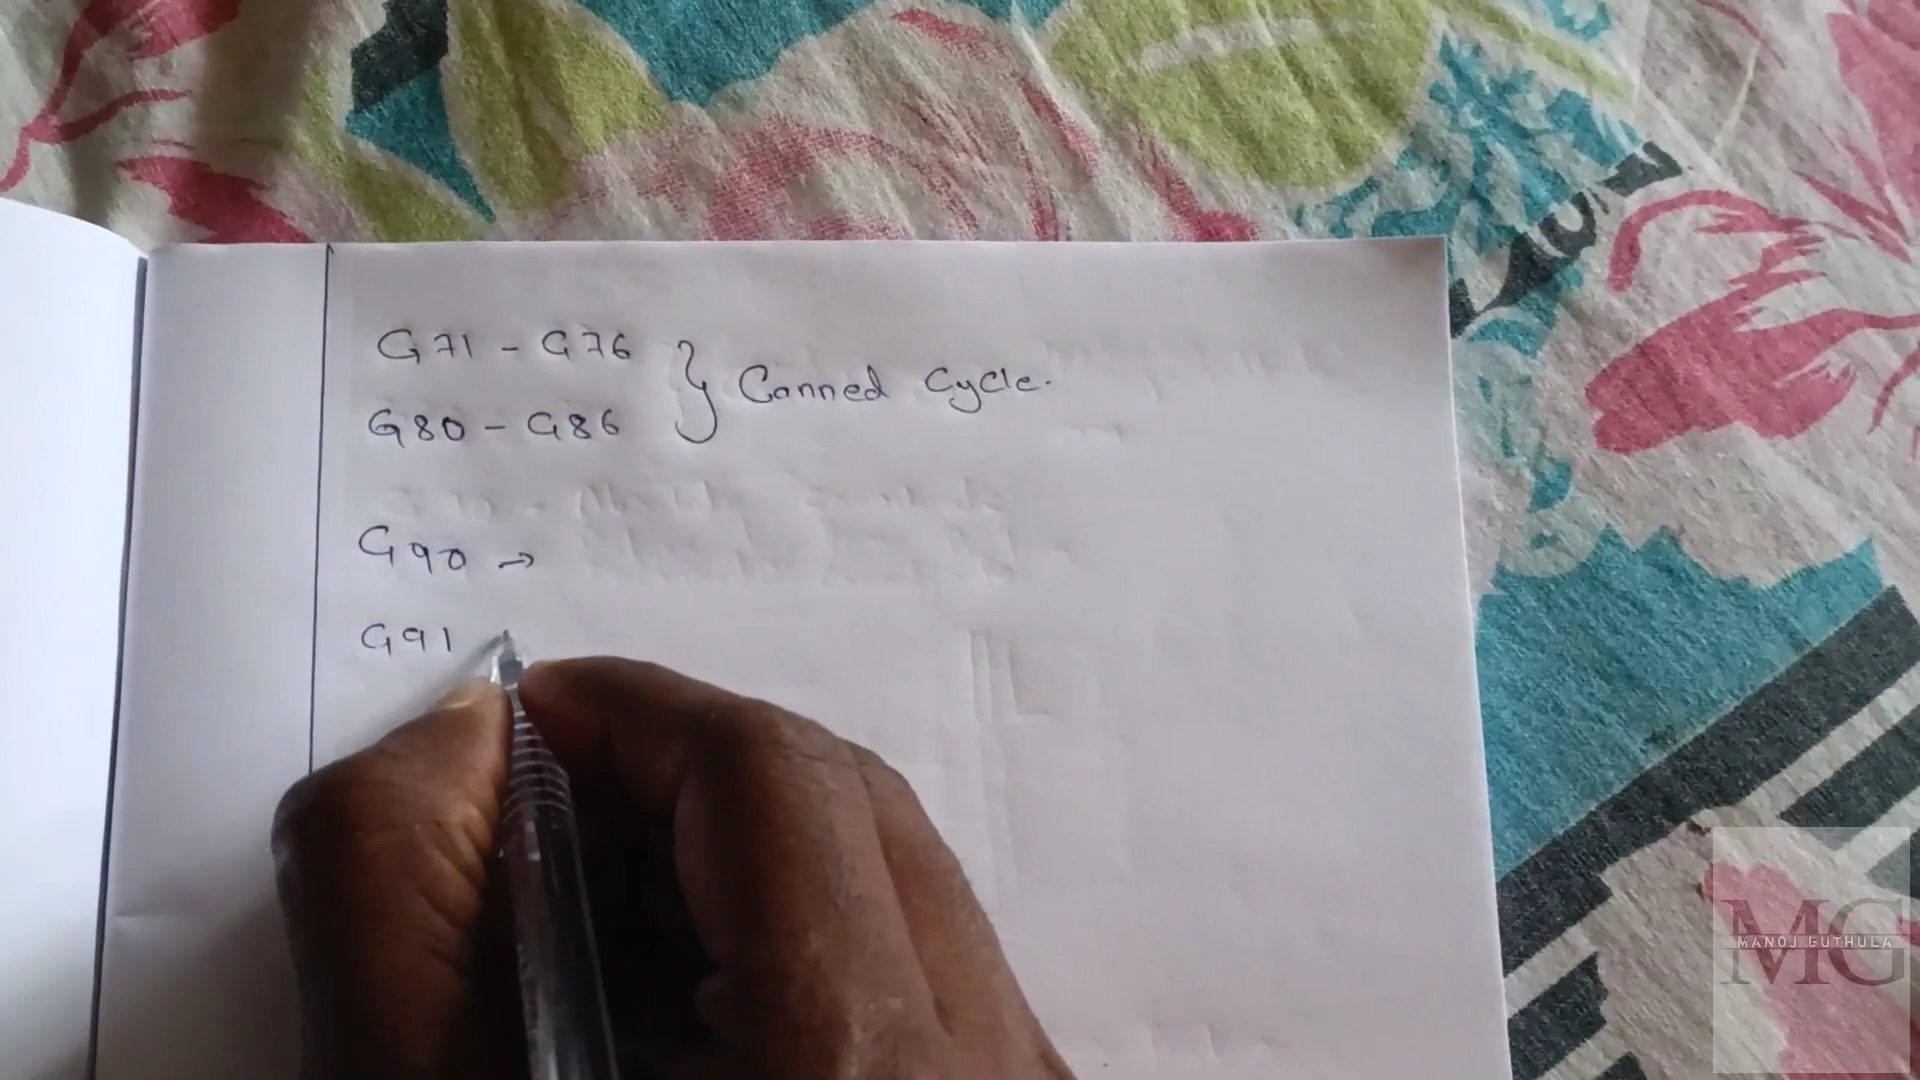 G71 - G76
G80 - G86
} Canned Cycle.
G90 →
G91
MG
MANOJ GUTHULA